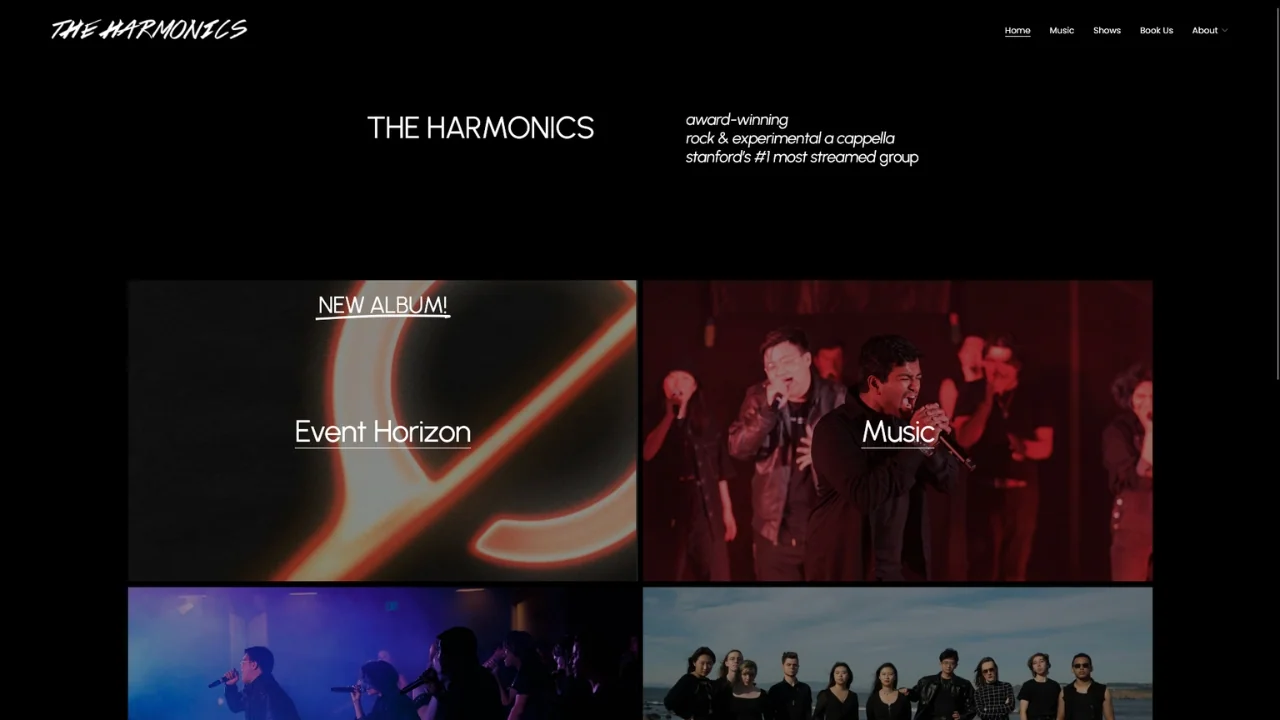 THE HARMONICS
Home Music Shows Book Us About
THE HARMONICS
award-winning
rock & experimental a cappella
stanford's #1 most streamed group
NEW ALBUM!
Event Horizon
Music